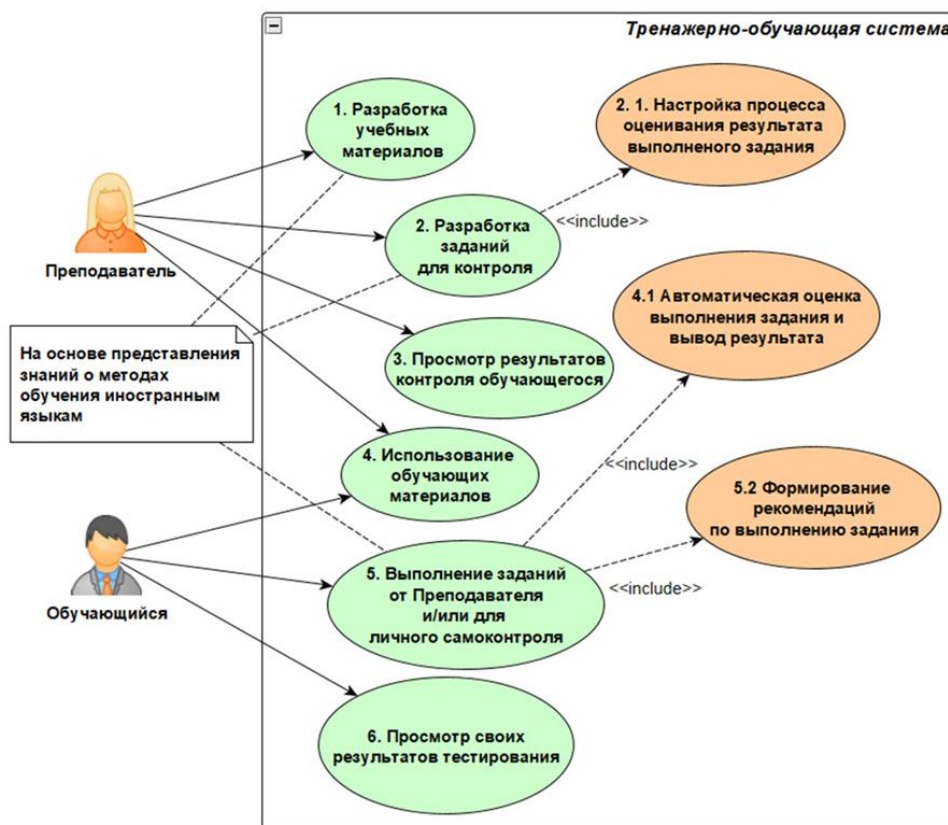 Тренажерно-обучающая система
1. Разработка
учебных
материалов
2. 1. Настройка процесса
оценивания результата
выполненого задания
<<include>>
2. Разработка
заданий
для контроля
Преподаватель
4.1 Автоматическая оценка
выполнения задания и
вывод результата
На основе представления
знаний о методах
обучения иностранным
языкам
3. Просмотр результатов
контроля обучающегося
4. Использование
обучающих
материалов
<<include>>
5.2 Формирование
рекомендаций
по выполнению задания
Обучающийся
5. Выполнение заданий
от Преподавателя
и/или для
личного самоконтроля
<<include>>
6. Просмотр своих
результатов тестирования